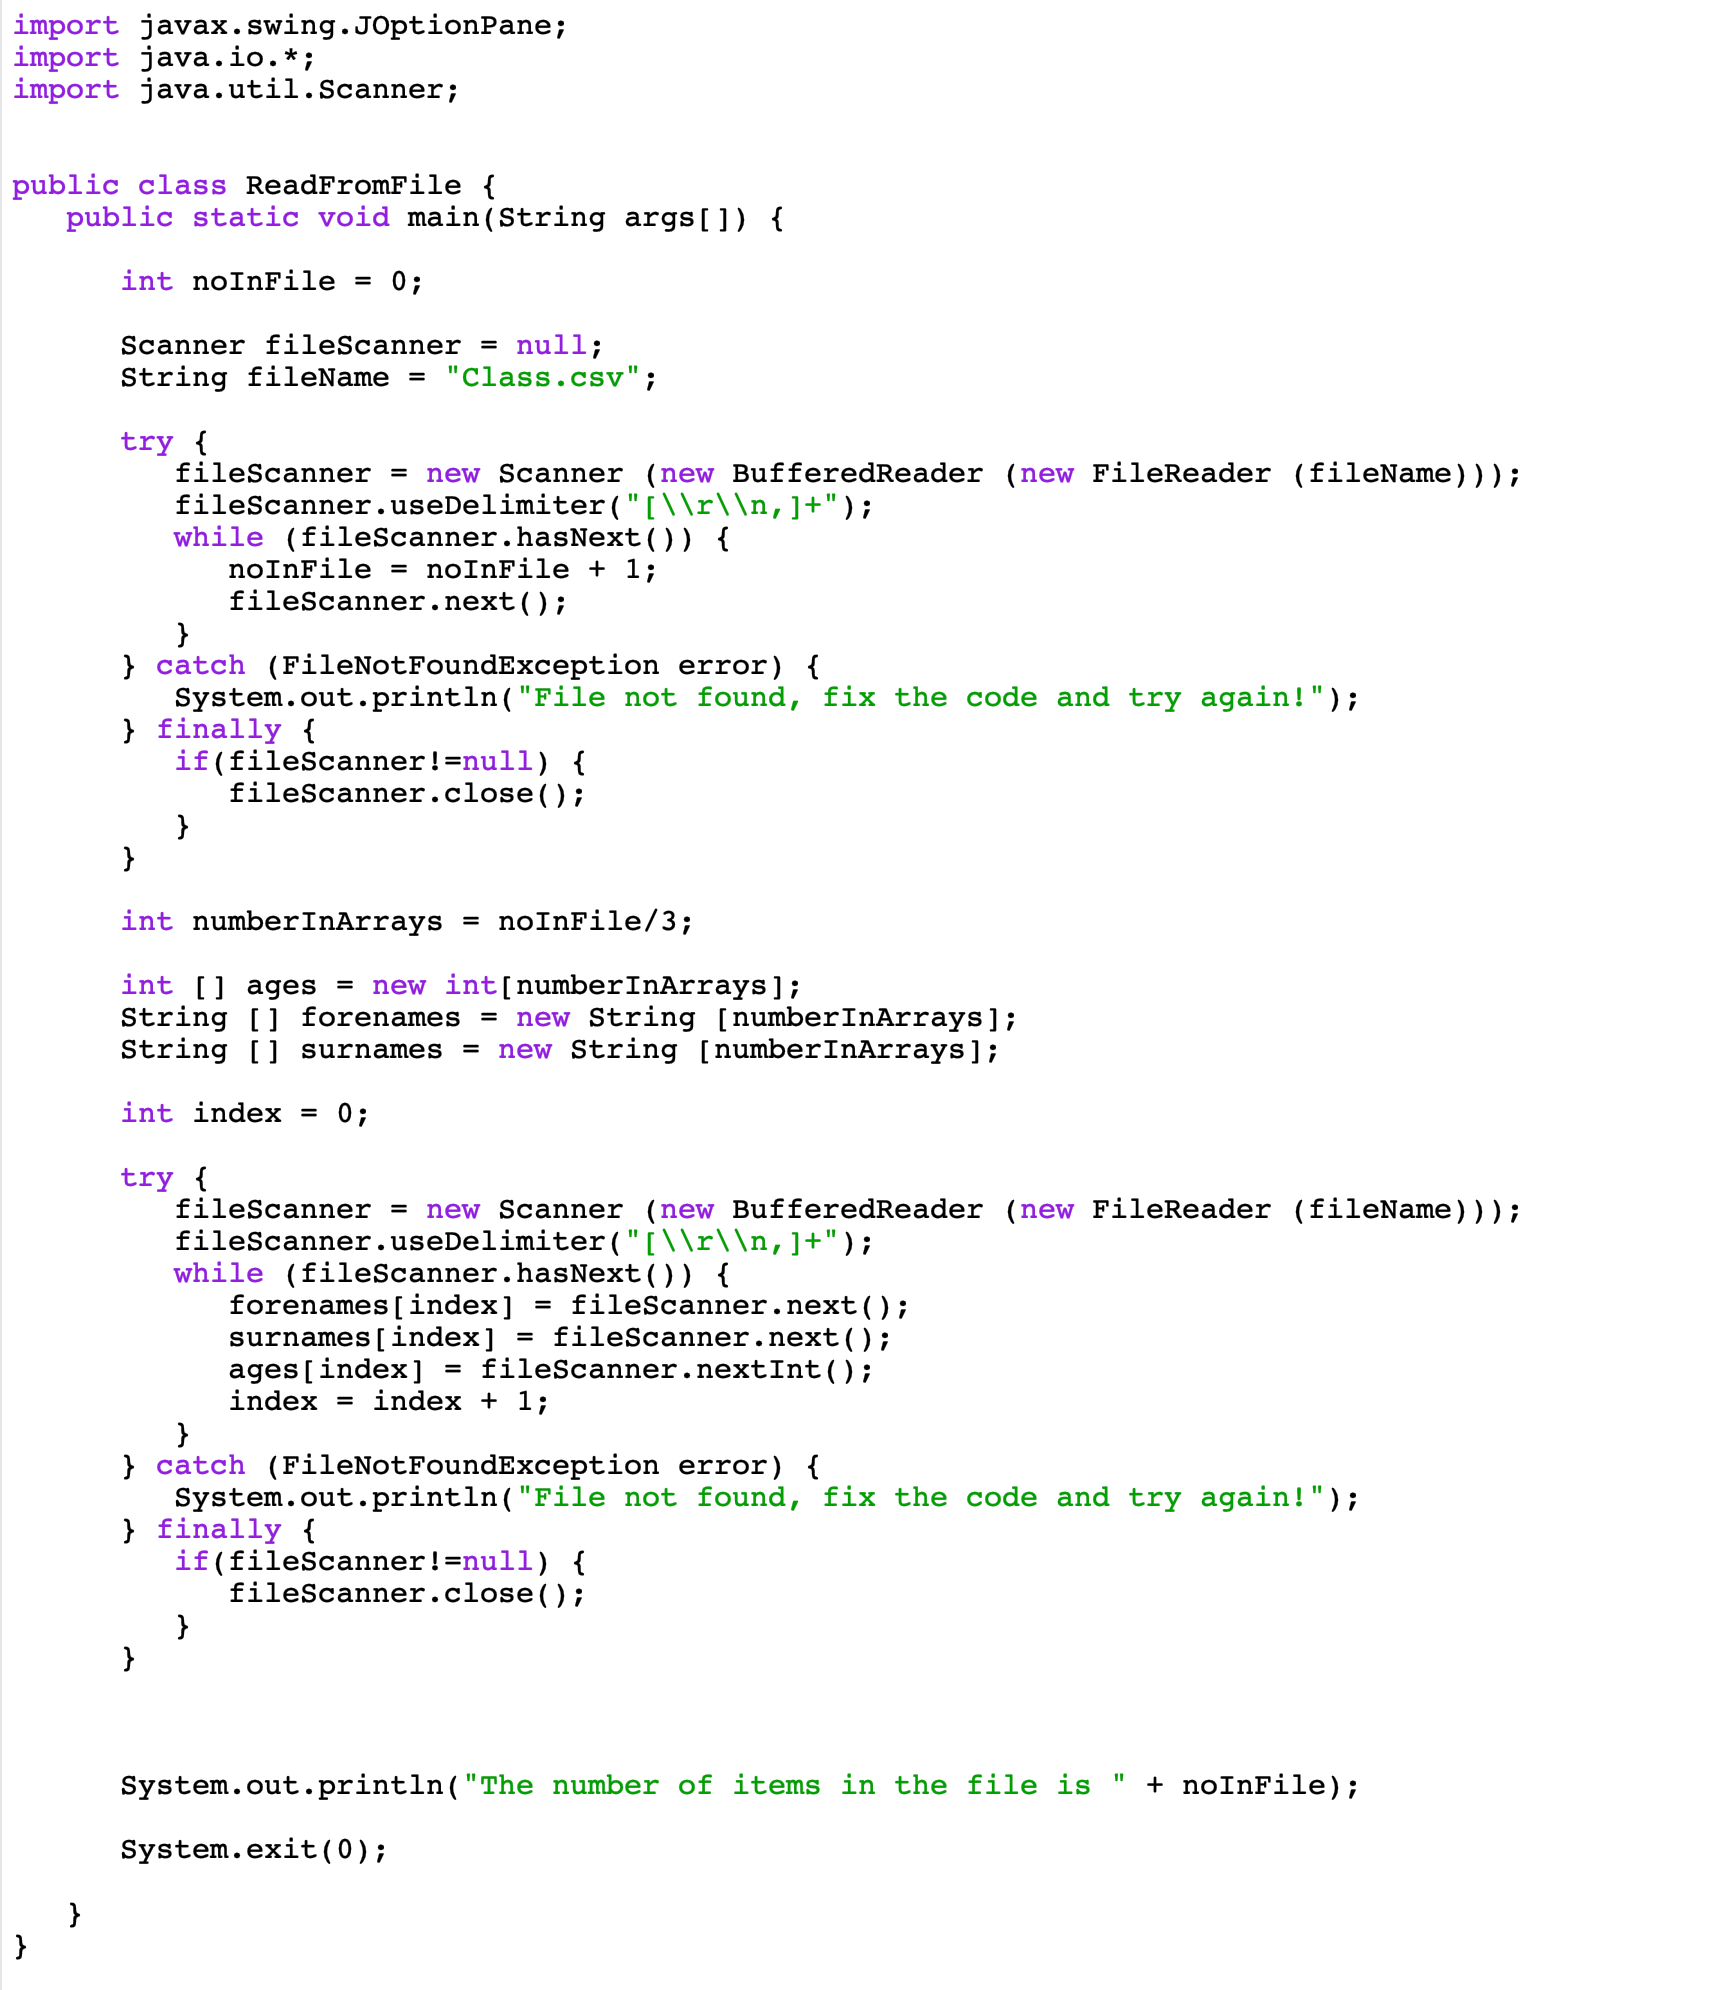 import javax.swing.JOptionPane;
import java.io.*;
import java.util.Scanner;
public class ReadFromFile {
public static void main(String args[]) {
int noInFile = 0;
Scanner fileScanner = null;
String fileName = "Class.csv";
try {
fileScanner = new Scanner (new BufferedReader (new FileReader (fileName)));
fileScanner.useDelimiter("[\\r\\n,]+");
while (fileScanner.hasNext()) {
noInFile = noInFile + 1;
fileScanner.next();
}
} catch (FileNotFoundException error) {
System.out.println("File not found, fix the code and try again!");
} finally {
if(fileScanner!=null) {
fileScanner.close();
}
}
int numberInArrays = noInFile/3;
int [] ages = new int[numberInArrays];
String [] forenames = new String [numberInArrays];
String [] surnames = new String [numberInArrays];
int index = 0;
try {
fileScanner = new Scanner (new BufferedReader (new FileReader (fileName)));
fileScanner.useDelimiter("[\\r\\n,]+");
while (fileScanner.hasNext()) {
forenames[index] = fileScanner.next();
surnames[index] = fileScanner.next();
ages[index] = fileScanner.nextInt();
index = index + 1;
}
} catch (FileNotFoundException error) {
System.out.println("File not found, fix the code and try again!");
} finally {
if(fileScanner!=null) {
fileScanner.close();
}
}
System.out.println("The number of items in the file is " + noInFile);
System.exit(0);
}
}